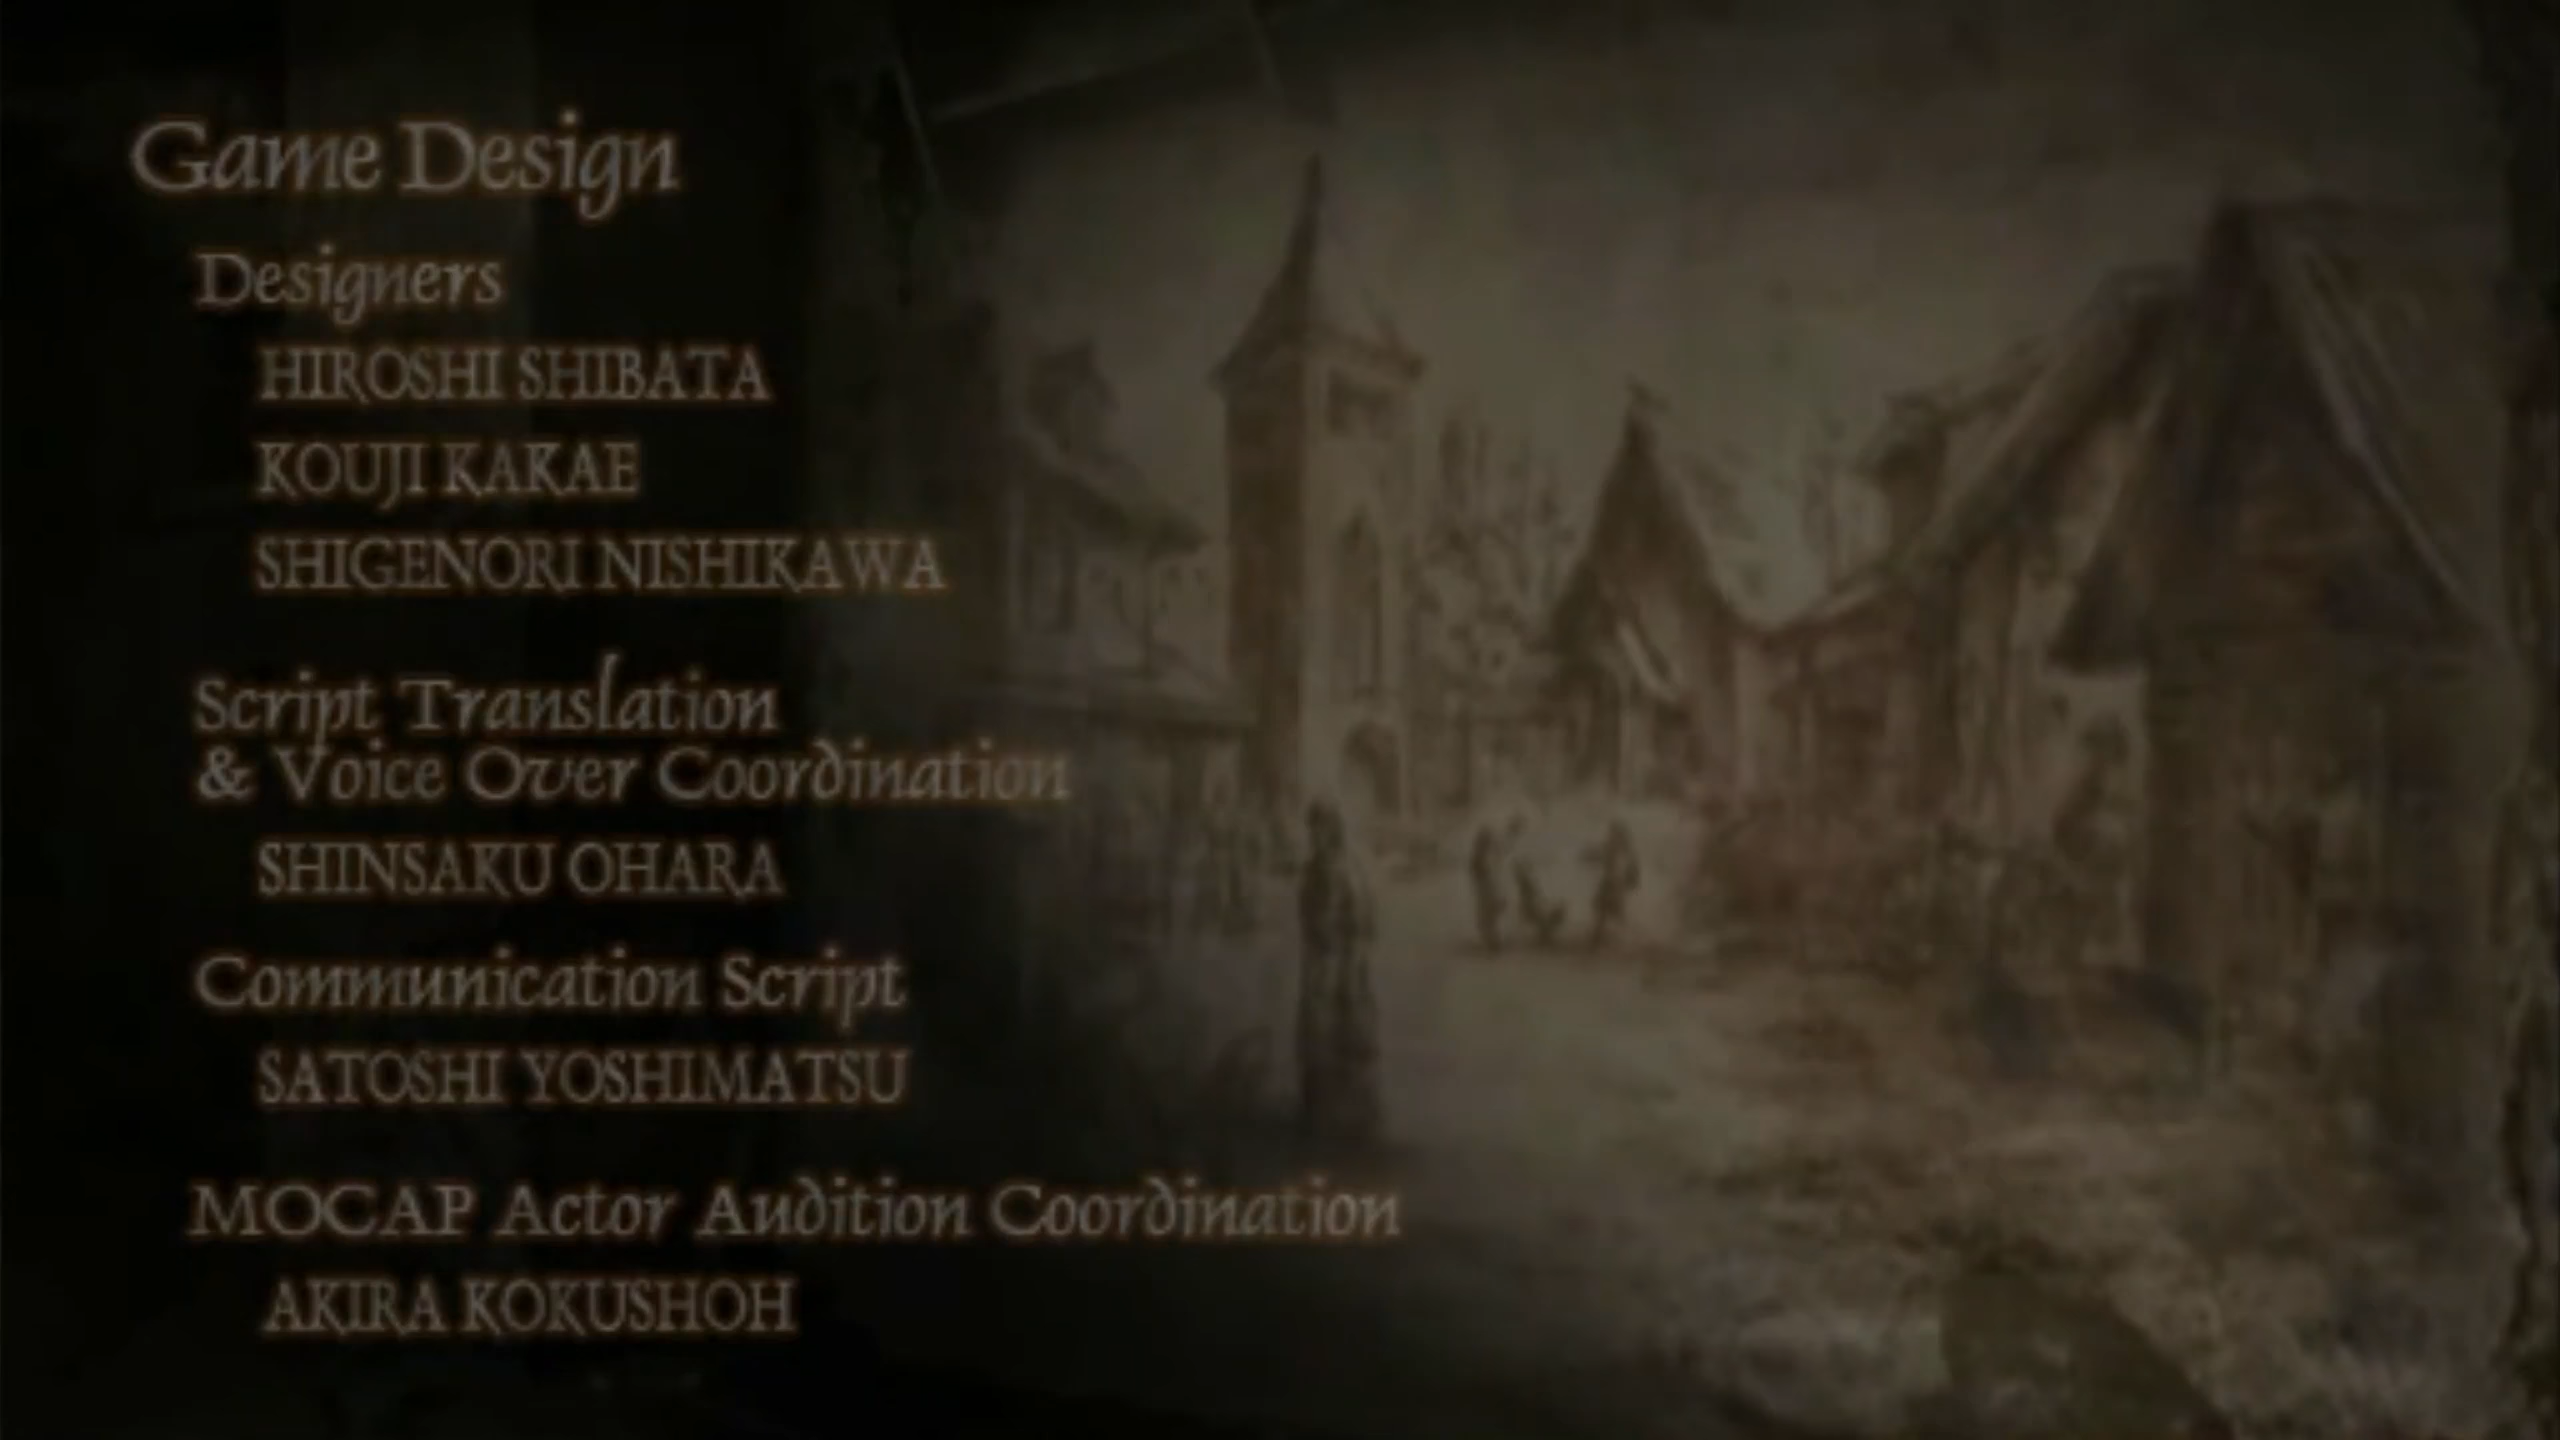 Game Design
Designers
HIROSHI SHIBATA
KOUJI KAKAE
SHIGENORI NISHIKAWA
Script Translation
& Voice Over Coordination
SHINSAKU OHARA
Communication Script
SATOSHI YOSHIMATSU
MOCAP Actor Audition Coordination
AKIRA KOKUSHOH